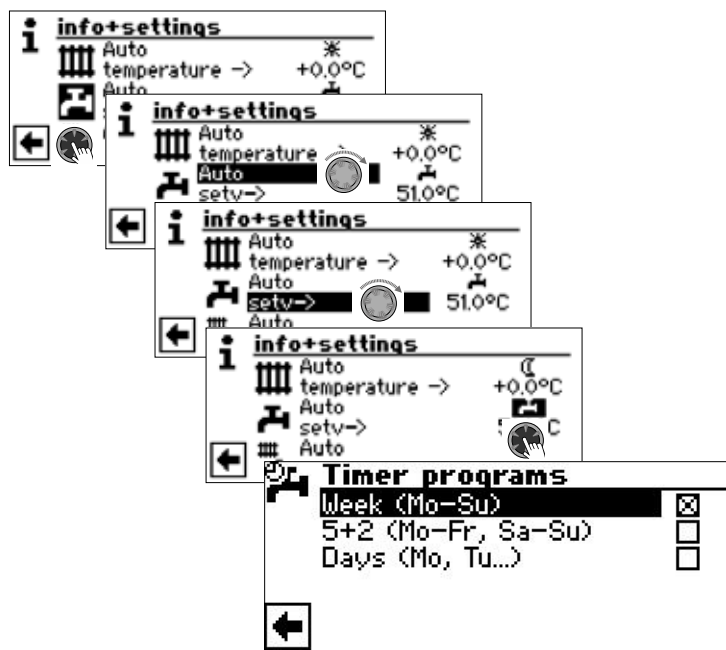 info+settings
Auto
temperature –> +0.0°C
Auto
info+settings
Auto
temperature +0.0°C
Auto
setv–> 51.0°C
info+settings
Auto
temperature –> +0.0°C
Auto
setv–> 51.0°C
Auto
info+settings
Auto
temperature –> +0.0°C
Auto
setv–> C
Auto
Timer programs
Week (Mo–Su)
5+2 (Mo–Fr, Sa–Su)
Days (Mo, Tu...)